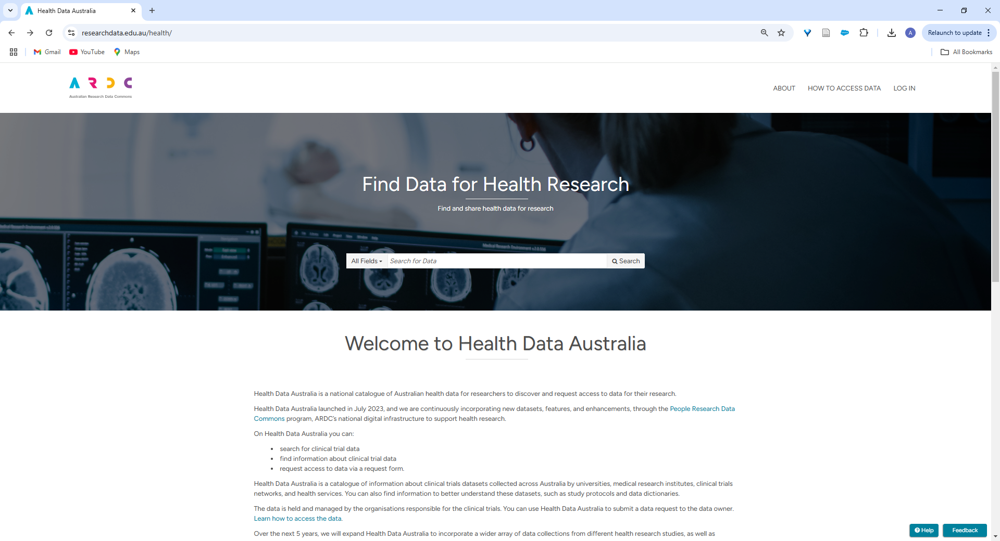 Health Data Australia
researchdata.edu.au/health/
A
Relaunch to update
Gmail
YouTube
Maps
All Bookmarks
A R D C
Australian Research Data Commons
ABOUT
HOW TO ACCESS DATA
LOG IN
Find Data for Health Research
Find and share health data for research
All Fields
Search for Data
Search
Welcome to Health Data Australia
Health Data Australia is a national catalogue of Australian health data for researchers to discover and request access to data for their research.
Health Data Australia launched in July 2023, and we are continuously incorporating new datasets, features, and enhancements, through the People Research Data
Commons program, ARDC's national digital infrastructure to support health research.
On Health Data Australia you can:
• search for clinical trial data
• find information about clinical trial data
• request access to data via a request form.
Health Data Australia is a catalogue of information about clinical trials datasets collected across Australia by universities, medical research institutes, clinical trials
networks, and health services. You can also find information to better understand these datasets, such as study protocols and data dictionaries.
The data is held and managed by the organisations responsible for the clinical trials. You can use Health Data Australia to submit a data request to the data owner.
Learn how to access the data.
Over the next 5 years, we will expand Health Data Australia to incorporate a wider array of data collections from different health research studies, as well as
Help
Feedback